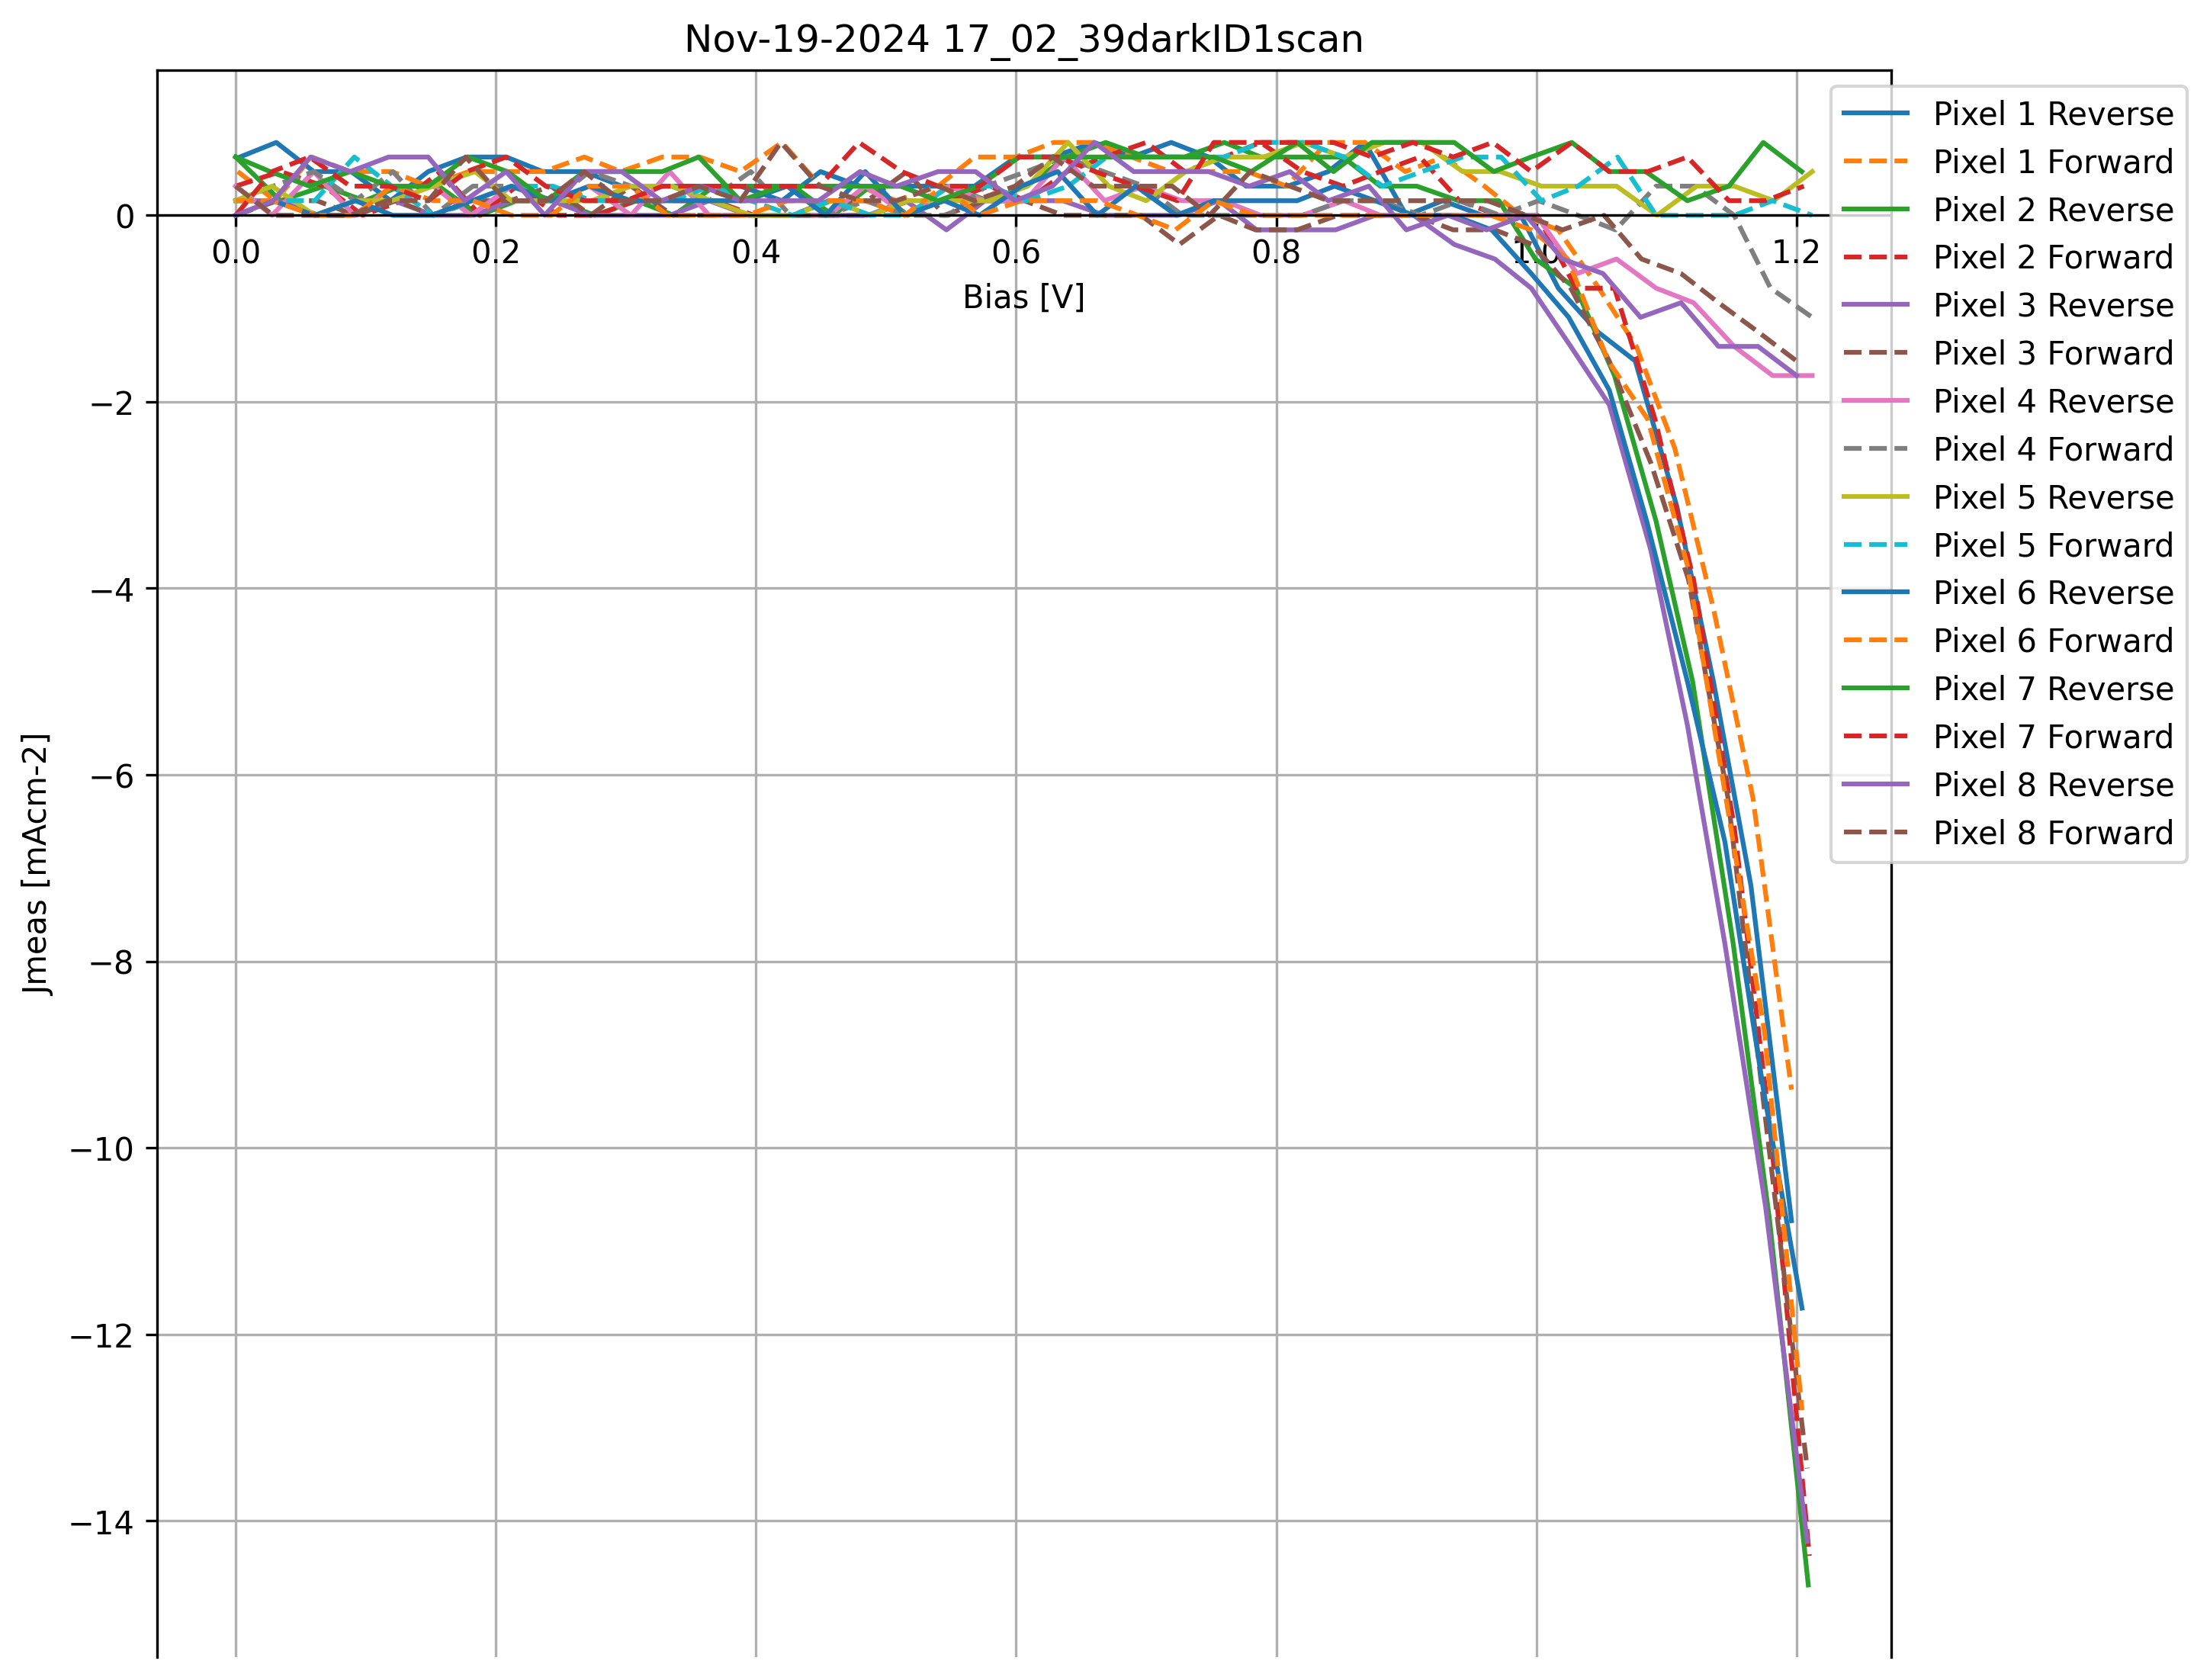 Nov-19-2024 17_02_39darkID1scan
0
−2
−4
−6
−8
−10
−12
−14
Jmeas [mAcm-2]
0.0
0.2
0.4
0.6
0.8
1.0
1.2
Bias [V]
Pixel 1 Reverse
Pixel 1 Forward
Pixel 2 Reverse
Pixel 2 Forward
Pixel 3 Reverse
Pixel 3 Forward
Pixel 4 Reverse
Pixel 4 Forward
Pixel 5 Reverse
Pixel 5 Forward
Pixel 6 Reverse
Pixel 6 Forward
Pixel 7 Reverse
Pixel 7 Forward
Pixel 8 Reverse
Pixel 8 Forward